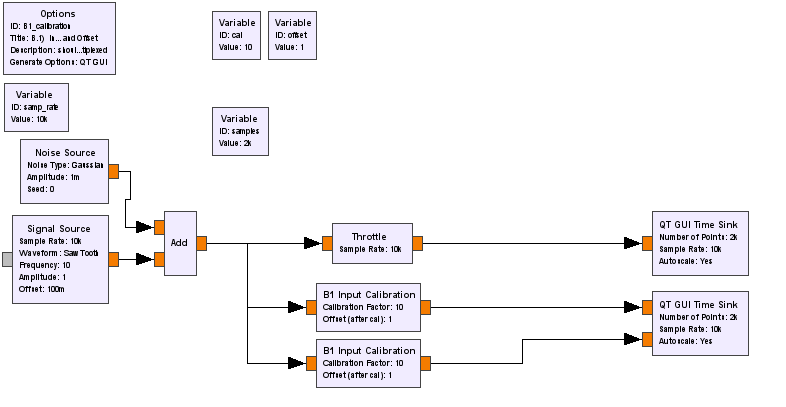 Options
ID: B1_calibration
Title: B.1) In...and Offset
Description: shoul...tiplexed
Generate Options: QT GUI
Variable
ID: cal
Value: 10
Variable
ID: offset
Value: 1
Variable
ID: samp_rate
Value: 10k
Variable
ID: samples
Value: 2k
Noise Source
Noise Type: Gaussian
Amplitude: 1m
Seed: 0
Signal Source
Sample Rate: 10k
Waveform: Saw Tooth
Frequency: 10
Amplitude: 1
Offset: 100m
Add
Throttle
Sample Rate: 10k
B1 Input Calibration
Calibration Factor: 10
Offset (after cal): 1
B1 Input Calibration
Calibration Factor: 10
Offset (after cal): 1
QT GUI Time Sink
Number of Points: 2k
Sample Rate: 10k
Autoscale: Yes
QT GUI Time Sink
Number of Points: 2k
Sample Rate: 10k
Autoscale: Yes